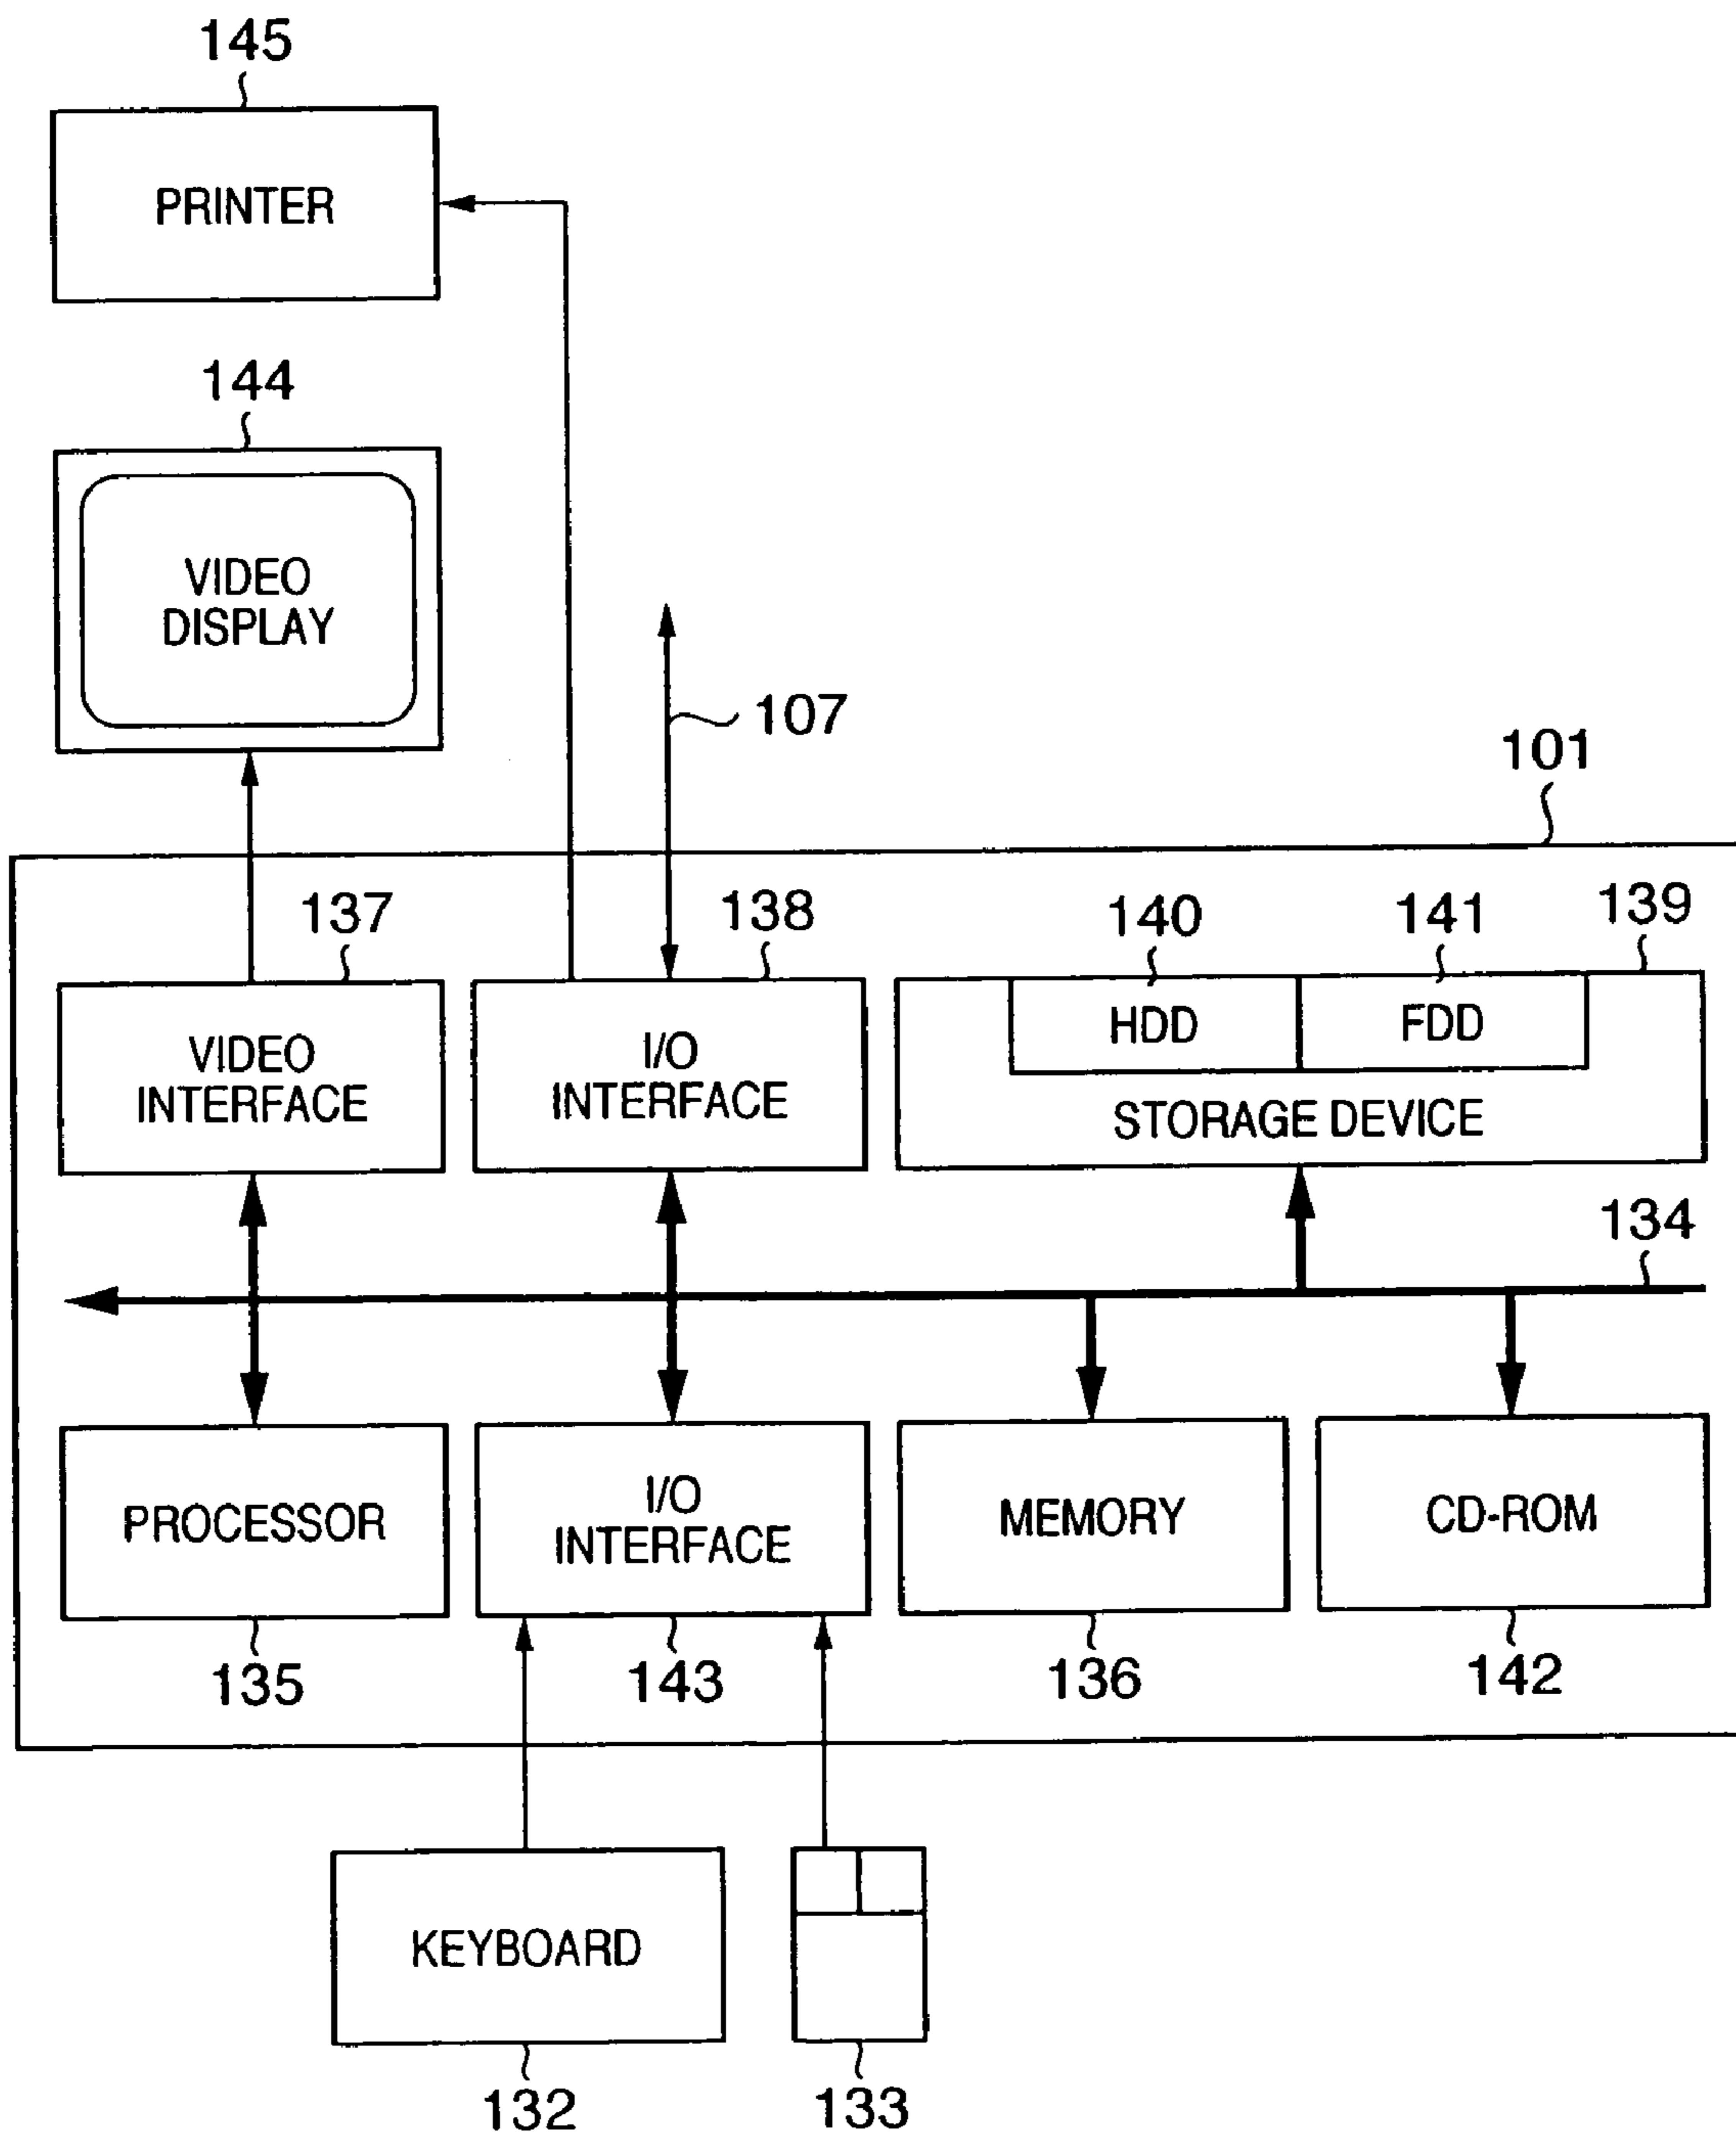 145
PRINTER
144
VIDEO
DISPLAY
107
101
137
138
140
141
139
HDD
FDD
VIDEO
INTERFACE
I/O
INTERFACE
STORAGE DEVICE
134
PROCESSOR
I/O
INTERFACE
MEMORY
CD-ROM
135
143
136
142
KEYBOARD
132
133